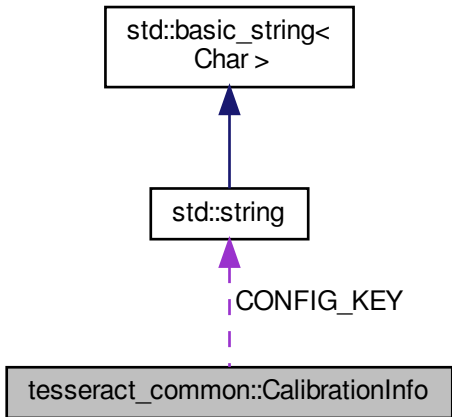 std::basic_string<
Char >
std::string
CONFIG_KEY
tesseract_common::CalibrationInfo